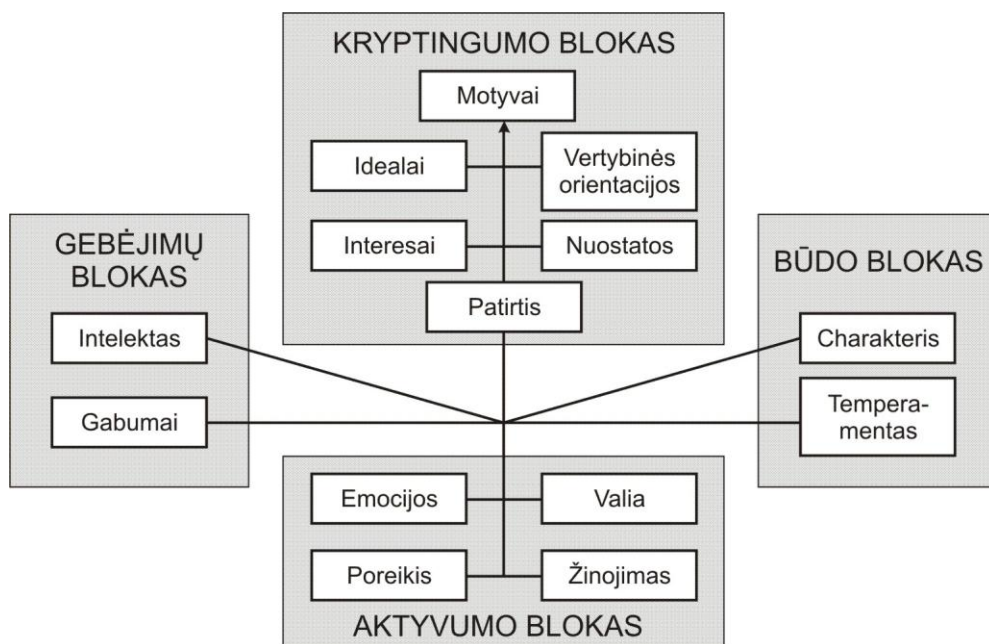 KRYPTINGUMO BLOKAS
Motyvai
Idealai
Vertybinės
orientacijos
Interesai
Nuostatos
Patirtis
GEBĖJIMŲ
BLOKAS
Intelektas
Gabumai
BŪDO BLOKAS
Charakteris
Tempera-
mentas
Emocijos
Valia
Poreikis
Žinojimas
AKTYVUMO BLOKAS